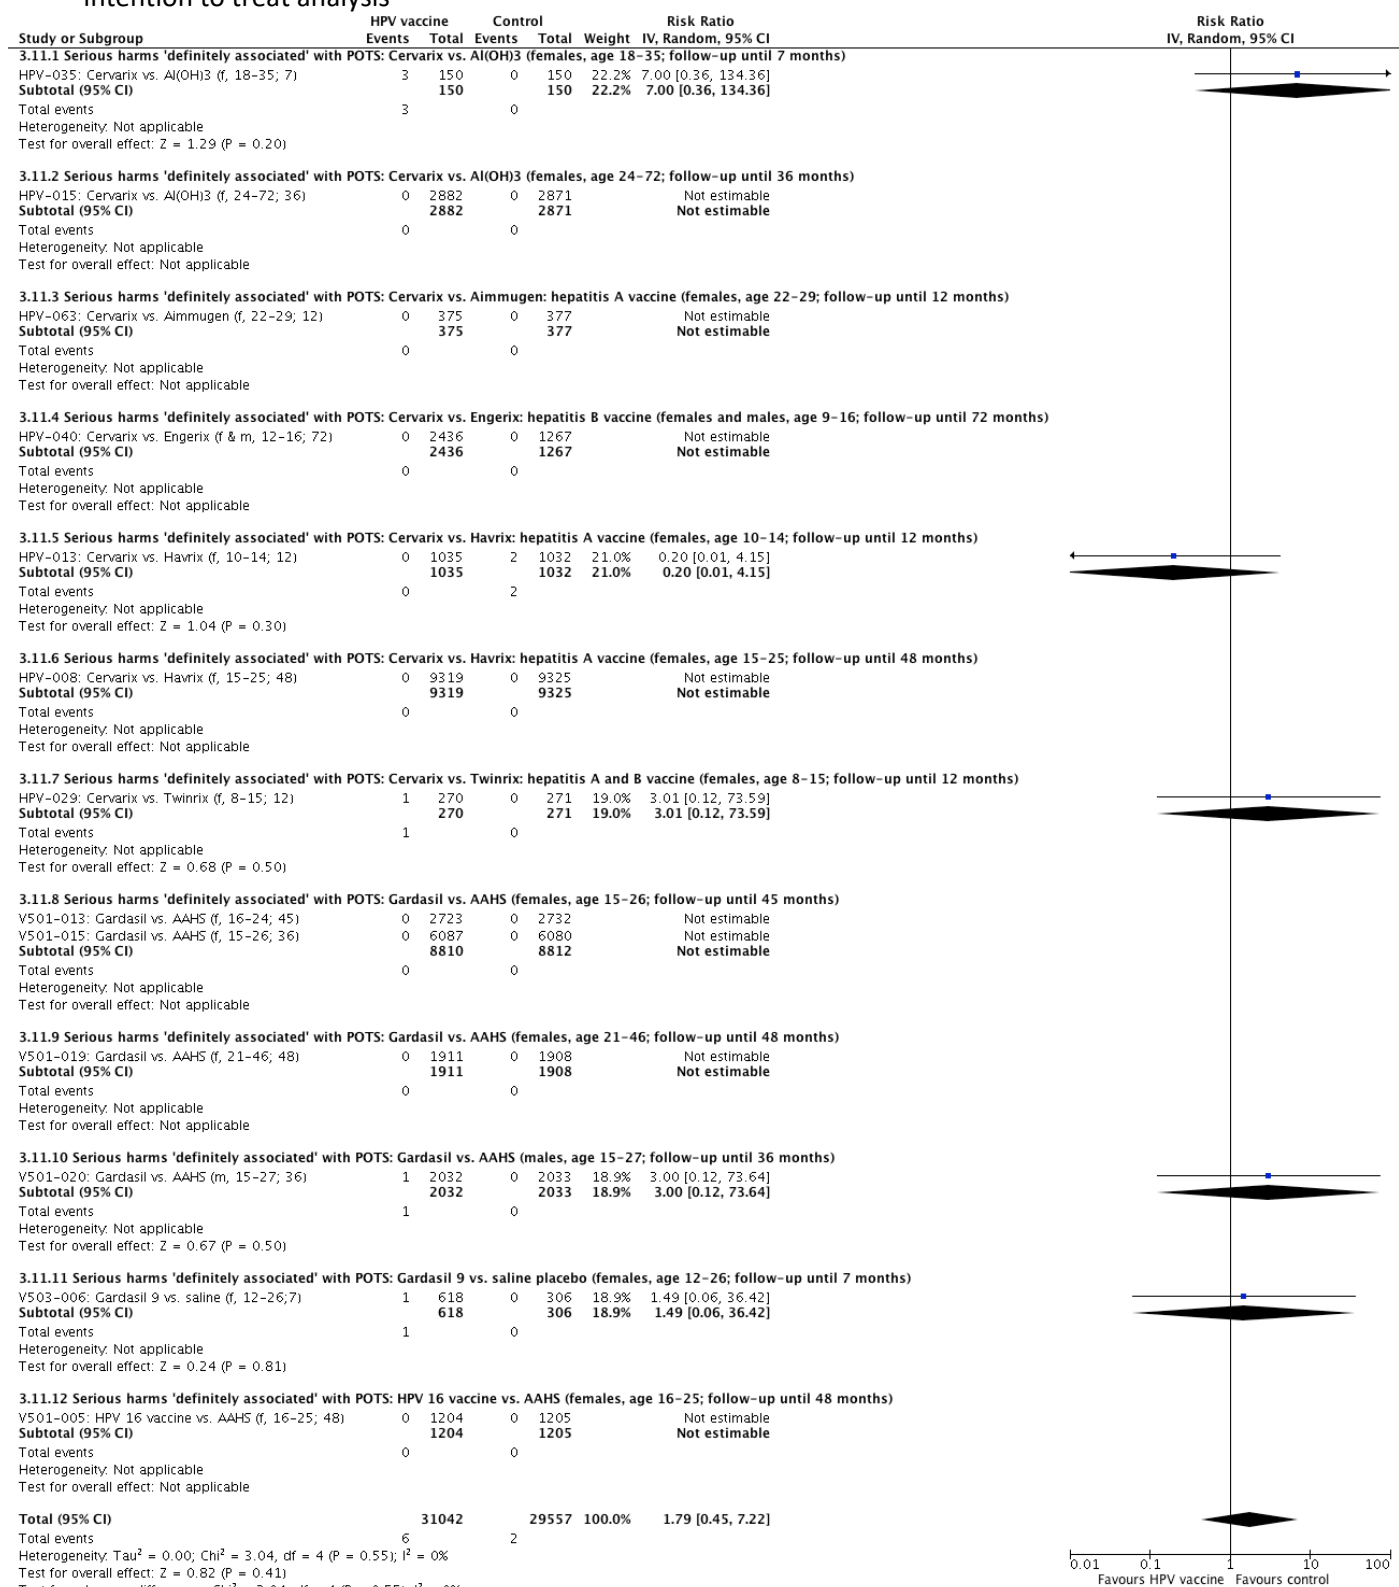 Intention to treat analysis
HPV vaccine Control Risk Ratio Risk Ratio
Study or Subgroup Events Total Events Total Weight IV, Random, 95% CI IV, Random, 95% CI
3.11.1 Serious harms 'definitely associated' with POTS: Cervarix vs. Al(OH)3 (females, age 18-35; follow-up until 7 months)
HPV-035: Cervarix vs. Al(OH)3 (f, 18-35; 7) 3 150 0 150 22.2% 7.00 [0.36, 134.36]
Subtotal (95% CI) 150 150 22.2% 7.00 [0.36, 134.36]
Total events 3 0
Heterogeneity: Not applicable
Test for overall effect: Z = 1.29 (P = 0.20)
3.11.2 Serious harms 'definitely associated' with POTS: Cervarix vs. Al(OH)3 (females, age 24-72; follow-up until 36 months)
HPV-015: Cervarix vs. Al(OH)3 (f, 24-72; 36) 0 2882 0 2871 Not estimable
Subtotal (95% CI) 2882 2871 Not estimable
Total events 0 0
Heterogeneity: Not applicable
Test for overall effect: Not applicable
3.11.3 Serious harms 'definitely associated' with POTS: Cervarix vs. Aimmugen: hepatitis A vaccine (females, age 22-29; follow-up until 12 months)
HPV-063: Cervarix vs. Aimmugen (f, 22-29; 12) 0 375 0 377 Not estimable
Subtotal (95% CI) 375 377 Not estimable
Total events 0 0
Heterogeneity: Not applicable
Test for overall effect: Not applicable
3.11.4 Serious harms 'definitely associated' with POTS: Cervarix vs. Engerix: hepatitis B vaccine (females and males, age 9-16; follow-up until 72 months)
HPV-040: Cervarix vs. Engerix (f & m, 12-16; 72) 0 2436 0 1267 Not estimable
Subtotal (95% CI) 2436 1267 Not estimable
Total events 0 0
Heterogeneity: Not applicable
Test for overall effect: Not applicable
3.11.5 Serious harms 'definitely associated' with POTS: Cervarix vs. Havrix: hepatitis A vaccine (females, age 10-14; follow-up until 12 months)
HPV-013: Cervarix vs. Havrix (f, 10-14; 12) 0 1035 2 1032 21.0% 0.20 [0.01, 4.15]
Subtotal (95% CI) 1035 1032 21.0% 0.20 [0.01, 4.15]
Total events 0 2
Heterogeneity: Not applicable
Test for overall effect: Z = 1.04 (P = 0.30)
3.11.6 Serious harms 'definitely associated' with POTS: Cervarix vs. Havrix: hepatitis A vaccine (females, age 15-25; follow-up until 48 months)
HPV-008: Cervarix vs. Havrix (f, 15-25; 48) 0 9319 0 9325 Not estimable
Subtotal (95% CI) 9319 9325 Not estimable
Total events 0 0
Heterogeneity: Not applicable
Test for overall effect: Not applicable
3.11.7 Serious harms 'definitely associated' with POTS: Cervarix vs. Twinrix: hepatitis A and B vaccine (females, age 8-15; follow-up until 12 months)
HPV-029: Cervarix vs. Twinrix (f, 8-15; 12) 1 270 0 271 19.0% 3.01 [0.12, 73.59]
Subtotal (95% CI) 270 271 19.0% 3.01 [0.12, 73.59]
Total events 1 0
Heterogeneity: Not applicable
Test for overall effect: Z = 0.68 (P = 0.50)
3.11.8 Serious harms 'definitely associated' with POTS: Gardasil vs. AAHS (females, age 15-26; follow-up until 45 months)
V501-013: Gardasil vs. AAHS (f, 16-24; 45) 0 2723 0 2732 Not estimable
V501-015: Gardasil vs. AAHS (f, 15-26; 36) 0 6087 0 6080 Not estimable
Subtotal (95% CI) 8810 8812 Not estimable
Total events 0 0
Heterogeneity: Not applicable
Test for overall effect: Not applicable
3.11.9 Serious harms 'definitely associated' with POTS: Gardasil vs. AAHS (females, age 21-46; follow-up until 48 months)
V501-019: Gardasil vs. AAHS (f, 21-46; 48) 0 1911 0 1908 Not estimable
Subtotal (95% CI) 1911 1908 Not estimable
Total events 0 0
Heterogeneity: Not applicable
Test for overall effect: Not applicable
3.11.10 Serious harms 'definitely associated' with POTS: Gardasil vs. AAHS (males, age 15-27; follow-up until 36 months)
V501-020: Gardasil vs. AAHS (m, 15-27; 36) 1 2032 0 2033 18.9% 3.00 [0.12, 73.64]
Subtotal (95% CI) 2032 2033 18.9% 3.00 [0.12, 73.64]
Total events 1 0
Heterogeneity: Not applicable
Test for overall effect: Z = 0.67 (P = 0.50)
3.11.11 Serious harms 'definitely associated' with POTS: Gardasil 9 vs. saline placebo (females, age 12-26; follow-up until 7 months)
V503-006: Gardasil 9 vs. saline (f, 12-26;7) 1 618 0 306 18.9% 1.49 [0.06, 36.42]
Subtotal (95% CI) 618 306 18.9% 1.49 [0.06, 36.42]
Total events 1 0
Heterogeneity: Not applicable
Test for overall effect: Z = 0.24 (P = 0.81)
3.11.12 Serious harms 'definitely associated' with POTS: HPV 16 vaccine vs. AAHS (females, age 16-25; follow-up until 48 months)
V501-005: HPV 16 vaccine vs. AAHS (f, 16-25; 48) 0 1204 0 1205 Not estimable
Subtotal (95% CI) 1204 1205 Not estimable
Total events 0 0
Heterogeneity: Not applicable
Test for overall effect: Not applicable
Total (95% CI) 31042 29557 100.0% 1.79 [0.45, 7.22]
Total events 6 2
Heterogeneity: Tau² = 0.00; Chi² = 3.04, df = 4 (P = 0.55); I² = 0%
Test for overall effect: Z = 0.82 (P = 0.41)
0.01 0.1 1 10 100
Favours HPV vaccine Favours control